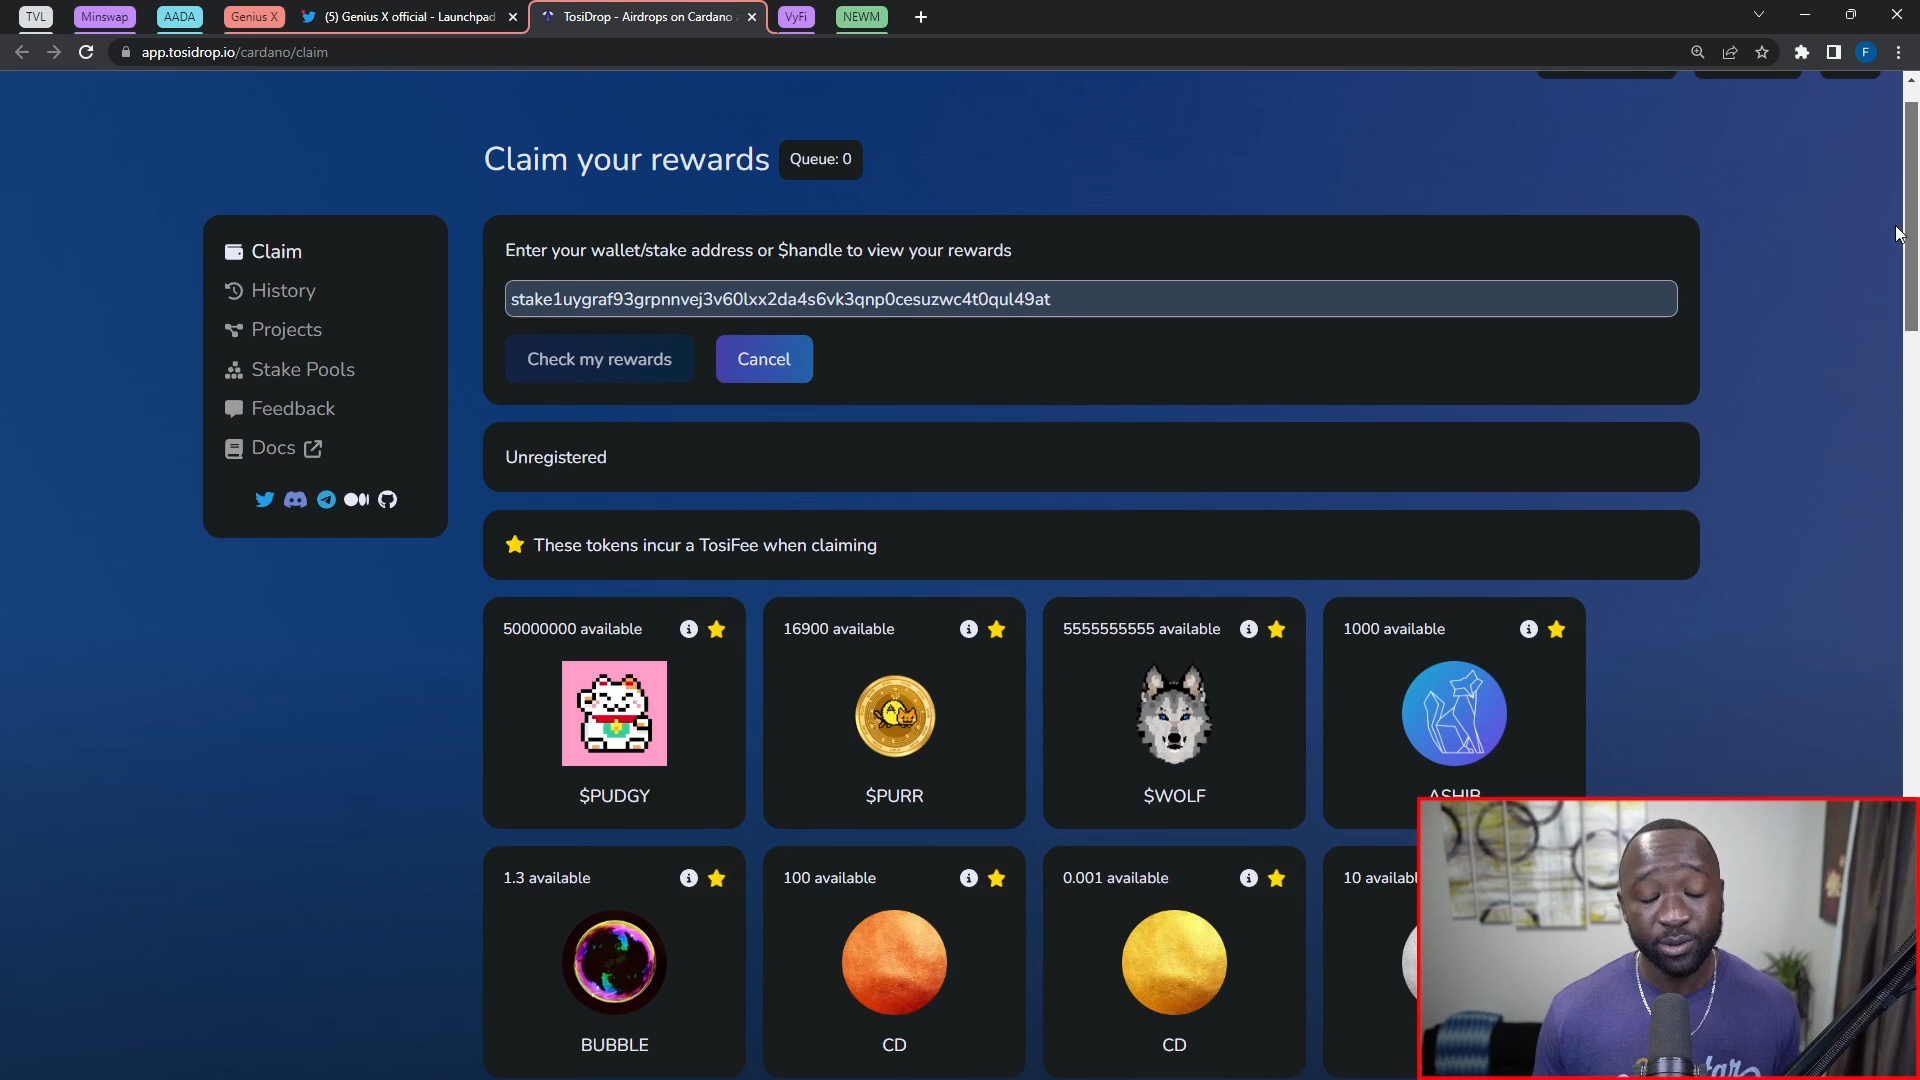 TVL
Minswap
AADA
Genius X
(5) Genius X official - Launchpad
TosiDrop - Airdrops on Cardano
VyFi
NEWM
app.tosidrop.io/cardano/claim
F
Claim your rewards
Queue: 0
Claim
History
Projects
Stake Pools
Feedback
Docs
Enter your wallet/stake address or $handle to view your rewards
stake1uygraf93grpnnvej3v60lxx2da4s6vk3qnp0cesuzwc4t0qul49at
Check my rewards
Cancel
Unregistered
These tokens incur a TosiFee when claiming
50000000 available
16900 available
5555555555 available
1000 available
$PUDGY
$PURR
$WOLF
ASHIB
1.3 available
100 available
0.001 available
10 availabl
BUBBLE
CD
CD